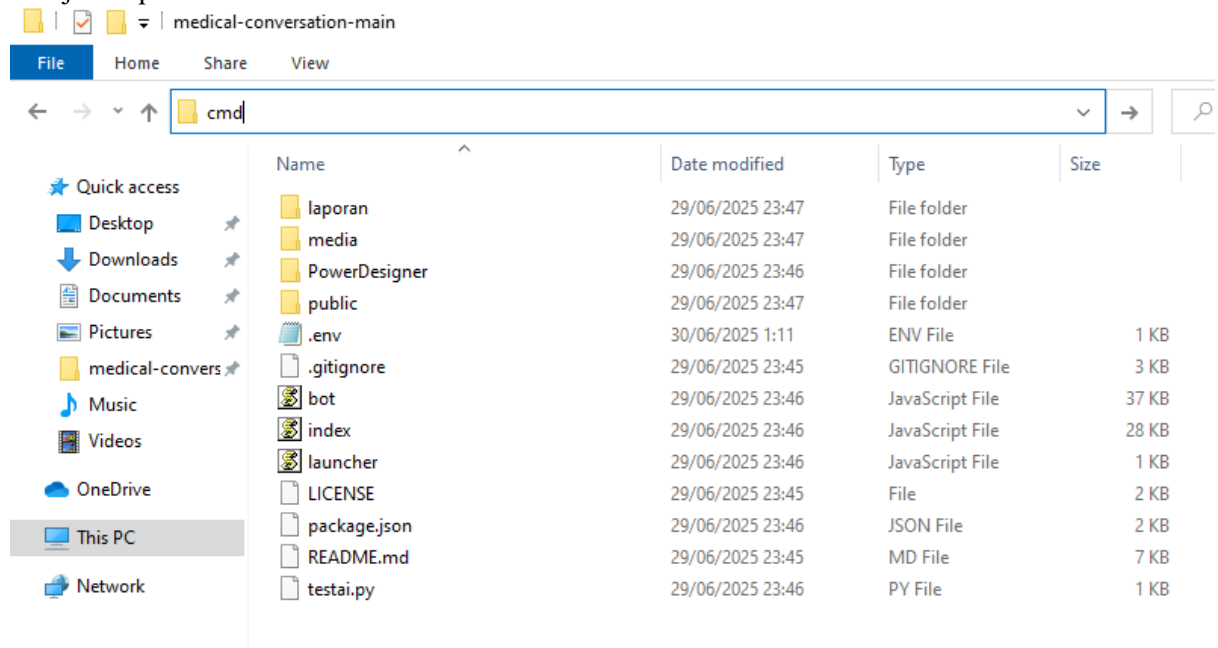 medical-conversation-main
File Home Share View
cmd
Name Date modified Type Size
Quick access
Desktop
Downloads
Documents
Pictures
medical-convers
Music
Videos
OneDrive
This PC
Network
laporan 29/06/2025 23:47 File folder
media 29/06/2025 23:47 File folder
PowerDesigner 29/06/2025 23:46 File folder
public 29/06/2025 23:47 File folder
.env 30/06/2025 1:11 ENV File 1 KB
.gitignore 29/06/2025 23:45 GITIGNORE File 3 KB
bot 29/06/2025 23:46 JavaScript File 37 KB
index 29/06/2025 23:46 JavaScript File 28 KB
launcher 29/06/2025 23:46 JavaScript File 1 KB
LICENSE 29/06/2025 23:45 File 2 KB
package.json 29/06/2025 23:46 JSON File 2 KB
README.md 29/06/2025 23:45 MD File 7 KB
testai.py 29/06/2025 23:46 PY File 1 KB